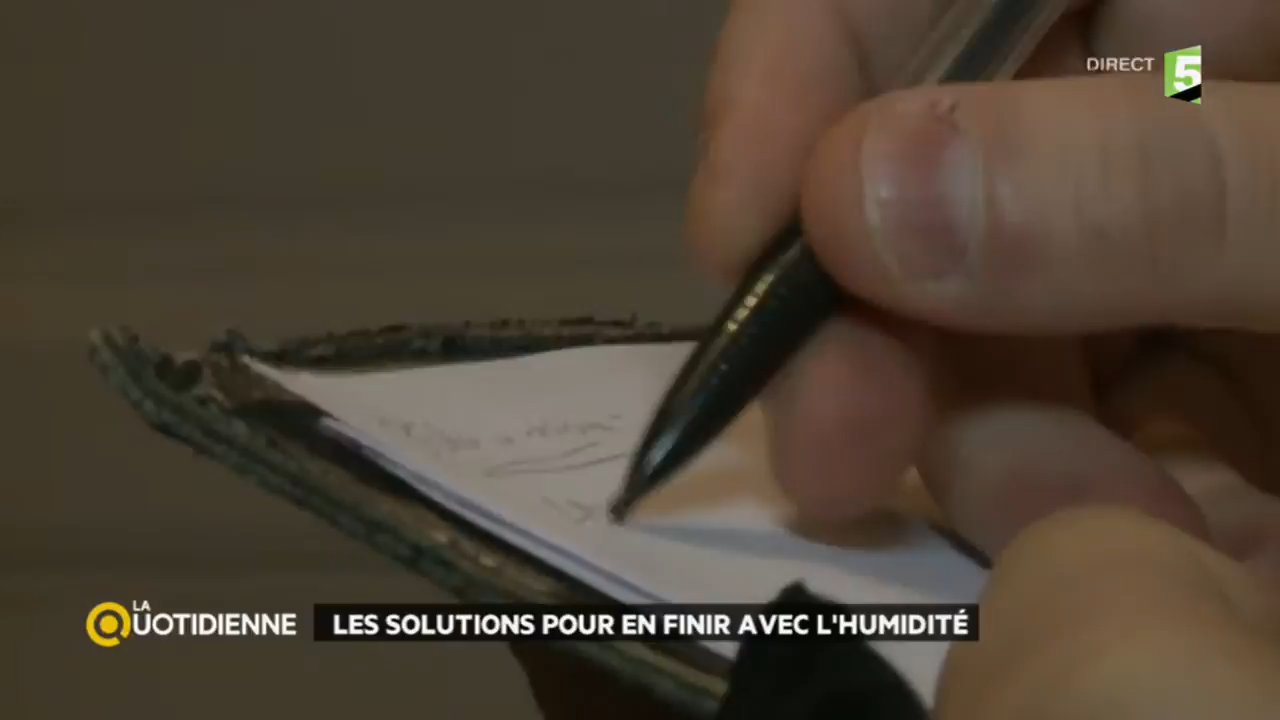 DIRECT 5
LA
QUOTIDIENNE
LES SOLUTIONS POUR EN FINIR AVEC L'HUMIDITÉ